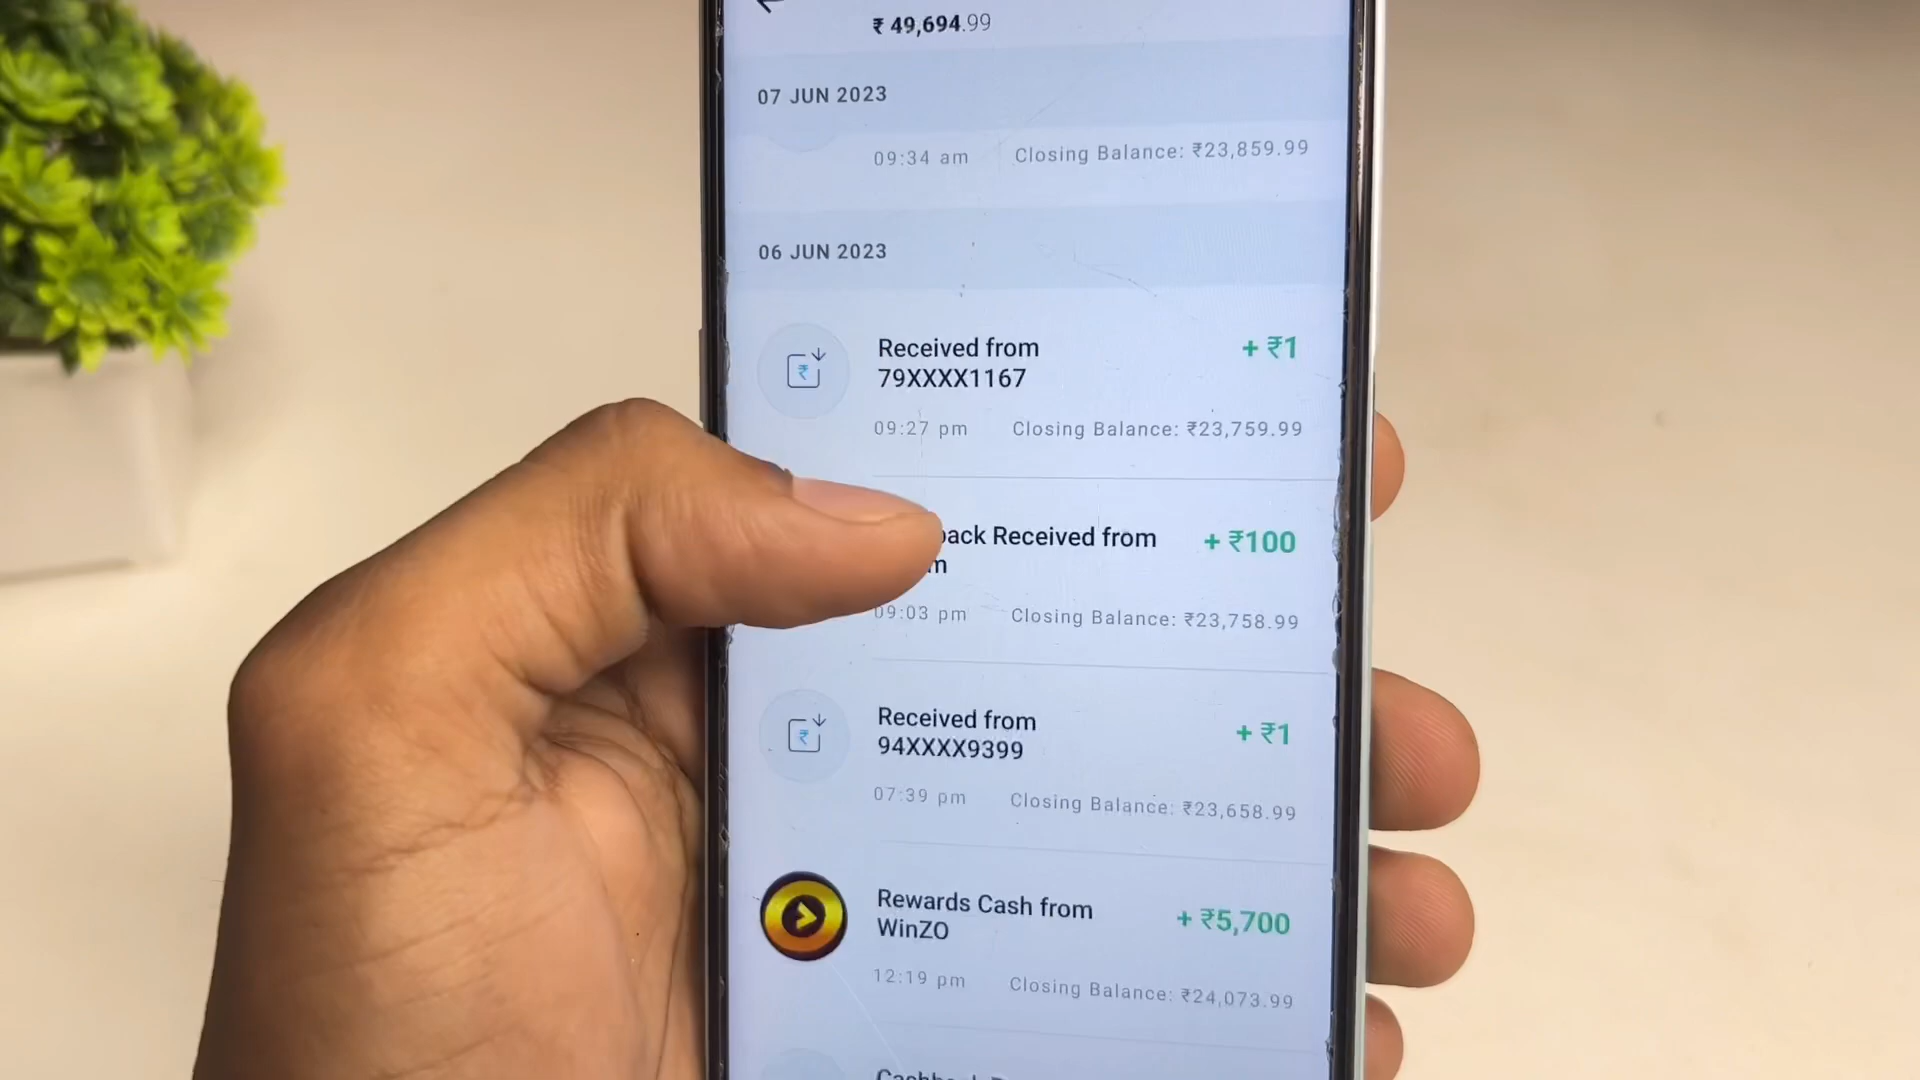 ₹ 49,694.99
07 JUN 2023
09:34 am Closing Balance: ₹23,859.99
06 JUN 2023
Received from + ₹1
79XXXX1167
09:27 pm Closing Balance: ₹23,759.99
back Received from + ₹100
m
09:03 pm Closing Balance: ₹23,758.99
Received from + ₹1
94XXXX9399
07:39 pm Closing Balance: ₹23,658.99
Rewards Cash from + ₹5,700
WinZO
12:19 pm Closing Balance: ₹24,073.99